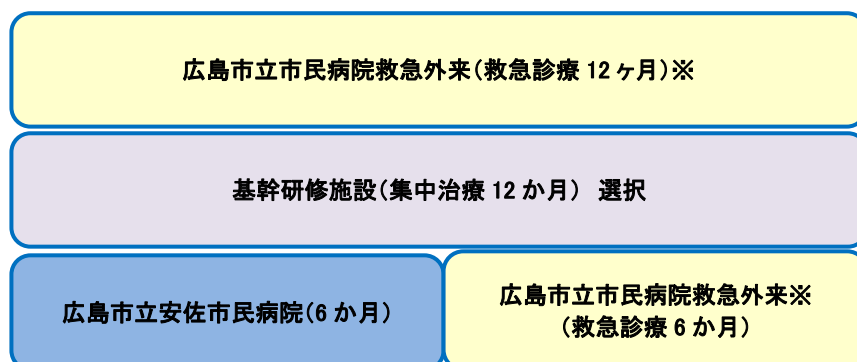 広島市立市民病院救急外来(救急診療 12 ヶ月)※
基幹研修施設(集中治療 12 か月) 選択
広島市立安佐市民病院(6 か月)
広島市立市民病院救急外来※
(救急診療 6 か月)